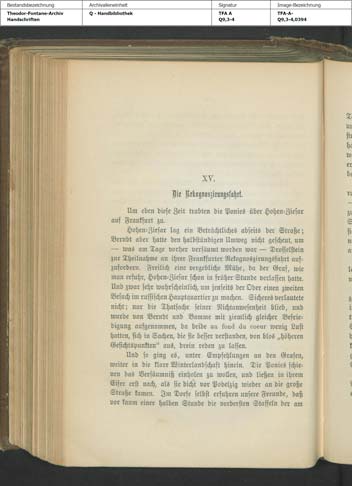 Bestandsbezeichnung
Theodor-Fontane-Archiv
Handschriften
Archivalieneinheit
Q - Handbibliothek
Signatur
TFA A
Q9,3-4
Image-Bezeichnung
TFA-A-
Q9,3-4,0394
XV.
Die Rekognoszierungsfahrt.
Um eben diese Zeit trabten die Ponies über Hohen-Ziesar
auf Frankfurt zu.
Hohen-Ziesar lag ein Beträchtliches abseits der Straße;
Berndt aber hatte den halbstündigen Umweg nicht gescheut, um
— was am Tage vorher versäumt worden war — Drosselstein
zur Theilnahme an ihrer Frankfurter Rekognoszierungsfahrt auf-
zufordern. Freilich eine vergebliche Mühe, da der Graf, wie
man erfuhr, Hohen-Ziesar schon in früher Stunde verlassen hatte.
Und zwar sehr wahrscheinlich, um jenseits der Oder einen zweiten
Besuch im russischen Hauptquartier zu machen. Sicheres verlautete
nicht; nur die Thatsache seiner Nichtanwesenheit blieb, und
wurde von Berndt und Bamme mit ziemlich gleicher Befrie-
digung aufgenommen, da beide au fond du coeur wenig Lust
hatten, sich in Sachen, die sie besser verstanden, von blos „höheren
Gesichtspunkten“ aus, drein reden zu lassen.
Und so ging es, unter Empfehlungen an den Grafen,
weiter in die klare Winterlandschaft hinein. Die Ponies schie-
nen das Versäumniß einholen zu wollen, und ließen in ihrem
Eifer erst nach, als sie dicht vor Podelzig wieder an die große
Straße kamen. Im Dorfe selbst erfuhren unsere Freunde, daß
vor kaum einer halben Stunde die vordersten Staffeln der am